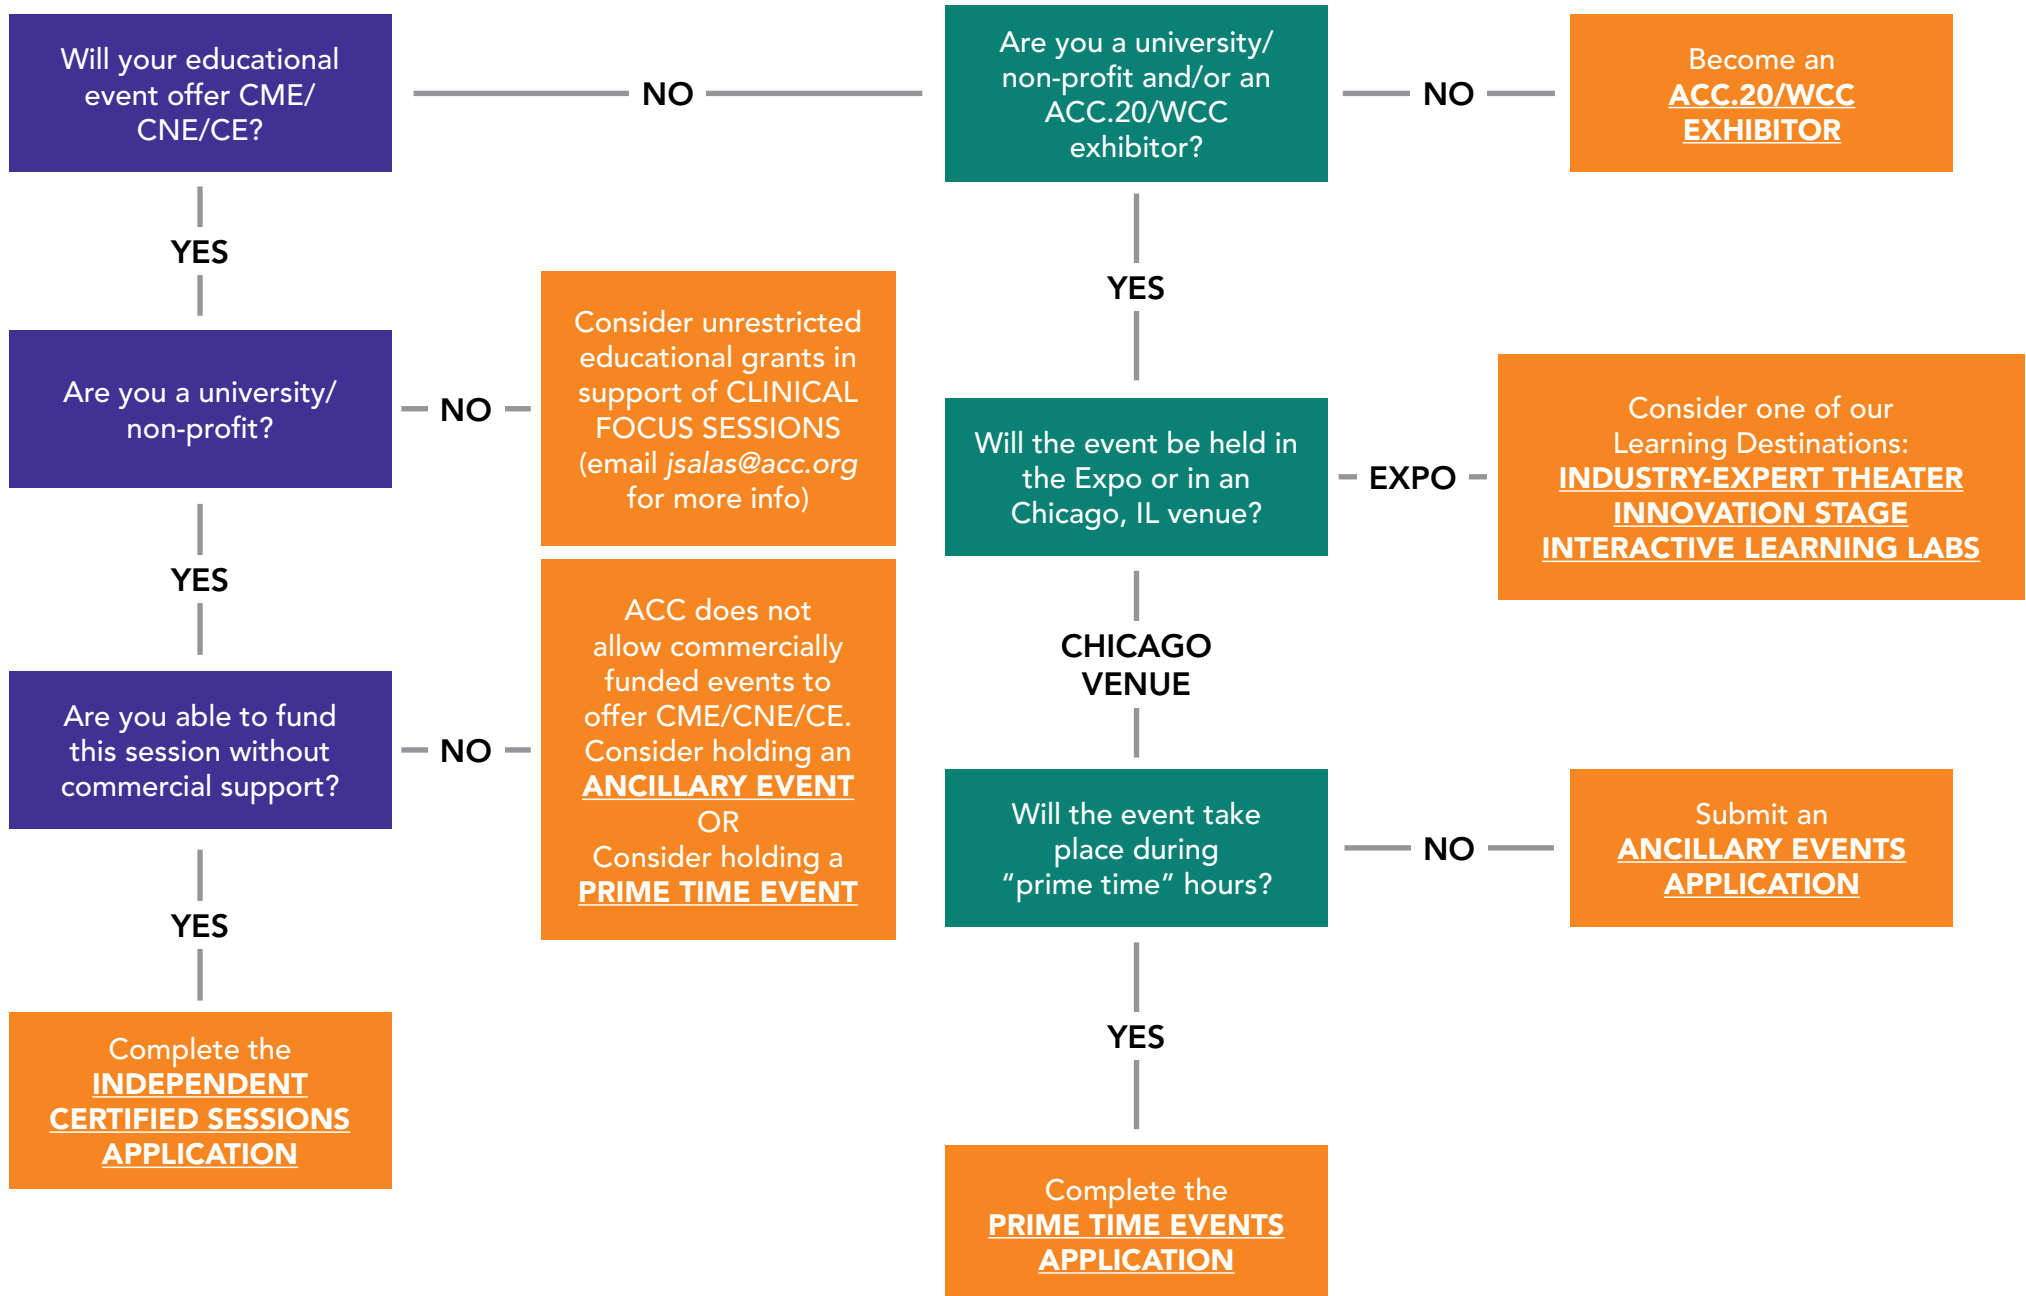 Will your educational
event offer CME/
CNE/CE?
NO
Are you a university/
non-profit and/or an
ACC.20/WCC
exhibitor?
NO
Become an
ACC.20/WCC
EXHIBITOR
YES
YES
Are you a university/
non-profit?
NO
Consider unrestricted
educational grants in
support of CLINICAL
FOCUS SESSIONS
(email jsalas@acc.org
for more info)
Will the event be held in
the Expo or in an
Chicago, IL venue?
EXPO
Consider one of our
Learning Destinations:
INDUSTRY-EXPERT THEATER
INNOVATION STAGE
INTERACTIVE LEARNING LABS
YES
CHICAGO
VENUE
Are you able to fund
this session without
commercial support?
NO
ACC does not
allow commercially
funded events to
offer CME/CNE/CE.
Consider holding an
ANCILLARY EVENT
OR
Consider holding a
PRIME TIME EVENT
Will the event take
place during
“prime time” hours?
NO
Submit an
ANCILLARY EVENTS
APPLICATION
YES
YES
Complete the
INDEPENDENT
CERTIFIED SESSIONS
APPLICATION
Complete the
PRIME TIME EVENTS
APPLICATION